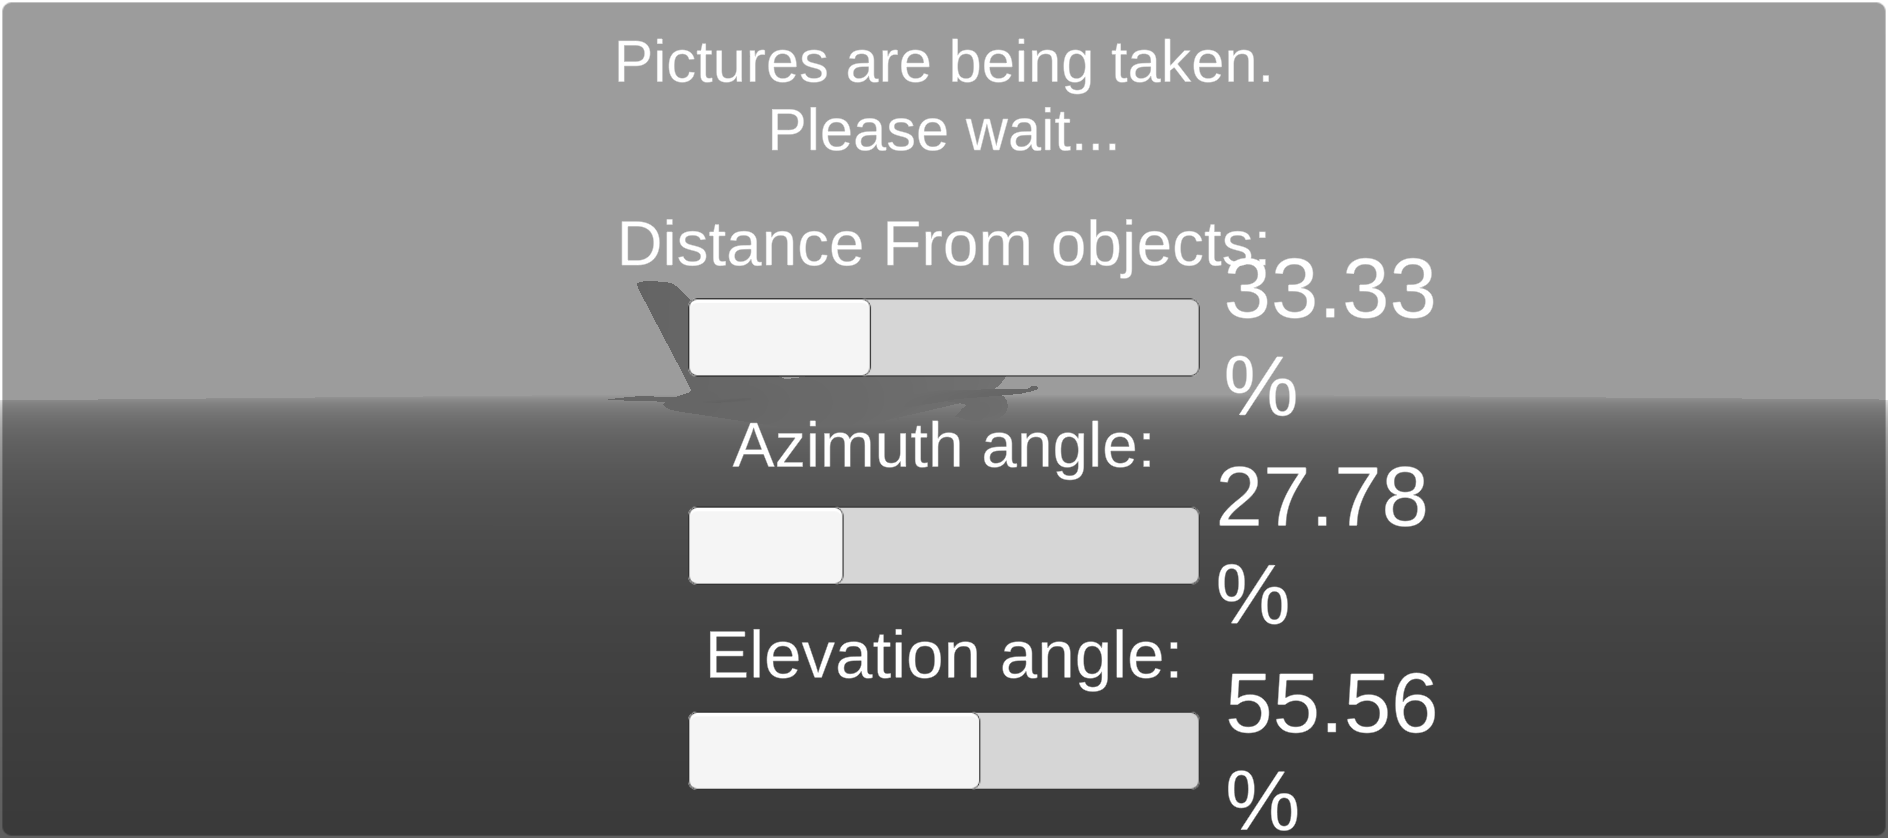 Pictures are being taken.
Please wait...
Distance From objects:
33.33
%
Azimuth angle:
27.78
%
Elevation angle:
55.56
%